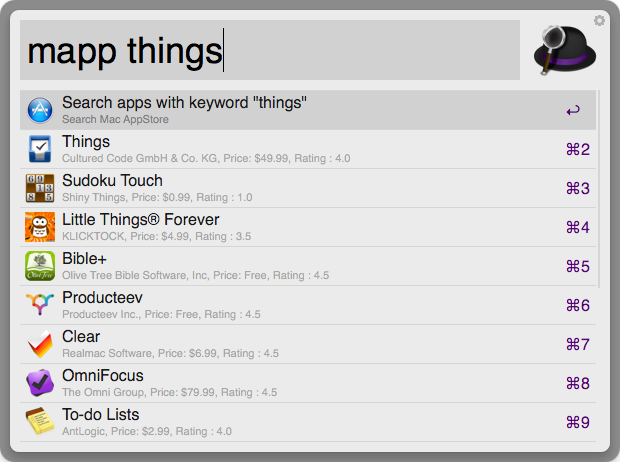 mapp things
Search apps with keyword "things"
Search Mac AppStore
↩
Things
Cultured Code GmbH & Co. KG, Price: $49.99, Rating : 4.0
⌘2
Sudoku Touch
Shiny Things, Price: $0.99, Rating : 1.0
⌘3
Little Things® Forever
KLICKTOCK, Price: $4.99, Rating : 3.5
⌘4
Bible+
Olive Tree Bible Software, Inc, Price: Free, Rating : 4.5
⌘5
Producteev
Producteev Inc., Price: Free, Rating : 4.5
⌘6
Clear
Realmac Software, Price: $6.99, Rating : 4.5
⌘7
OmniFocus
The Omni Group, Price: $79.99, Rating : 4.5
⌘8
To-do Lists
AntLogic, Price: $2.99, Rating : 4.0
⌘9